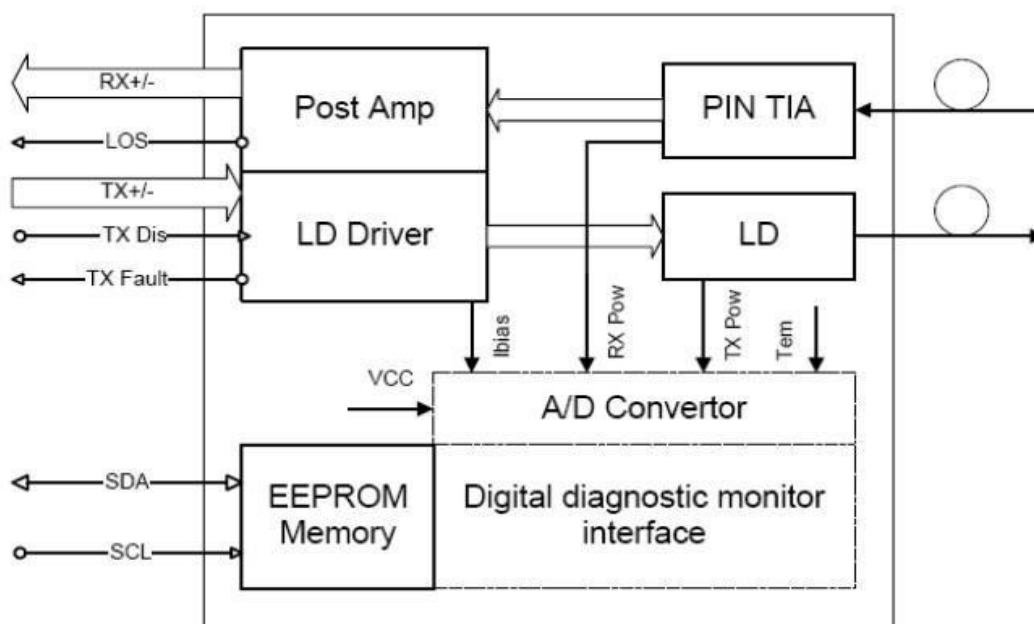 RX+/-
Post Amp
PIN TIA
LOS
TX+/-
LD Driver
LD
TX Dis
TX Fault
Ibias
RX Pow
TX Pow
Tem
VCC
A/D Convertor
SDA
EEPROM
Memory
Digital diagnostic monitor
interface
SCL